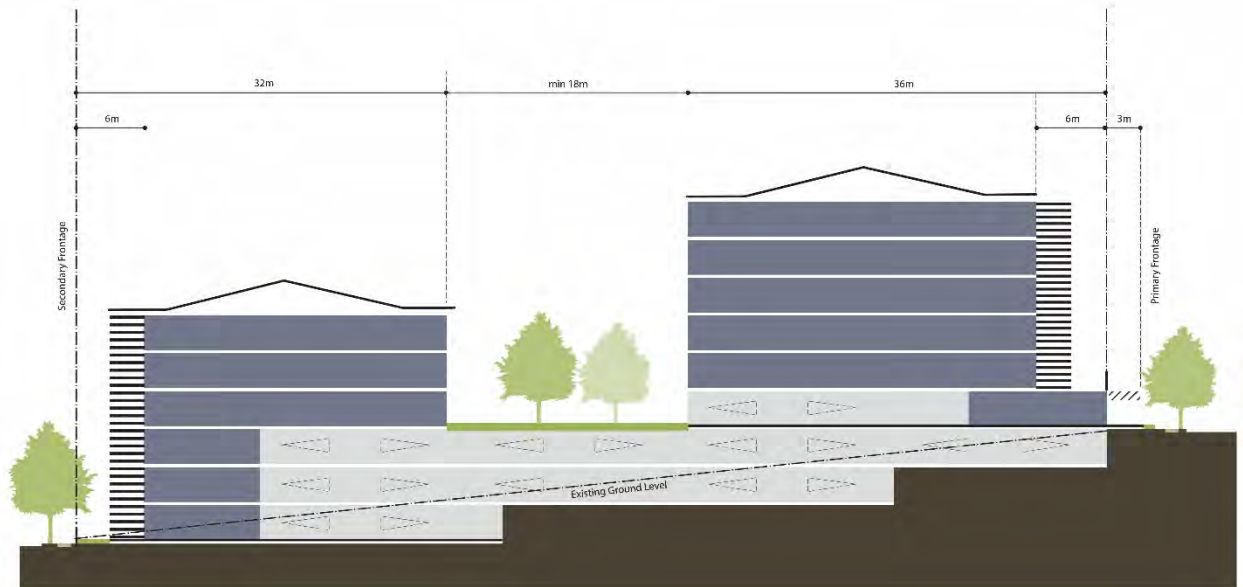 32m
min 18m
36m
6m
6m
3m
Secondary Frontage
Primary Frontage
Existing Ground Level